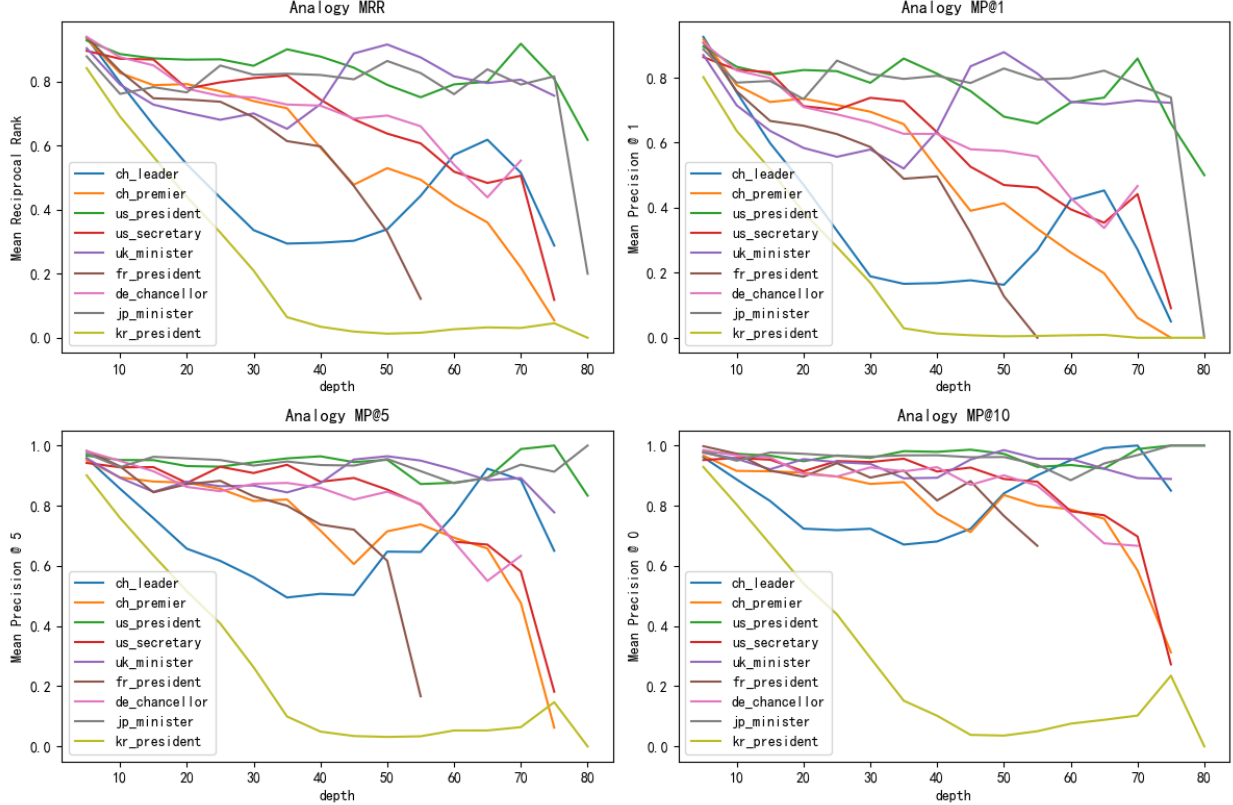 Analogy MRR
Mean Reciprocal Rank
0.8
0.6
0.4
0.2
0.0
ch_leader
ch_premier
us_president
us_secretary
uk_minister
fr_president
de_chancellor
jp_minister
kr_president
10 20 30 40 50 60 70 80
depth
Analogy MP@1
Mean Precision @ 1
0.8
0.6
0.4
0.2
0.0
ch_leader
ch_premier
us_president
us_secretary
uk_minister
fr_president
de_chancellor
jp_minister
kr_president
10 20 30 40 50 60 70 80
depth
Analogy MP@5
Mean Precision @ 5
1.0
0.8
0.6
0.4
0.2
0.0
ch_leader
ch_premier
us_president
us_secretary
uk_minister
fr_president
de_chancellor
jp_minister
kr_president
10 20 30 40 50 60 70 80
depth
Analogy MP@10
Mean Precision @ 0
1.0
0.8
0.6
0.4
0.2
0.0
ch_leader
ch_premier
us_president
us_secretary
uk_minister
fr_president
de_chancellor
jp_minister
kr_president
10 20 30 40 50 60 70 80
depth